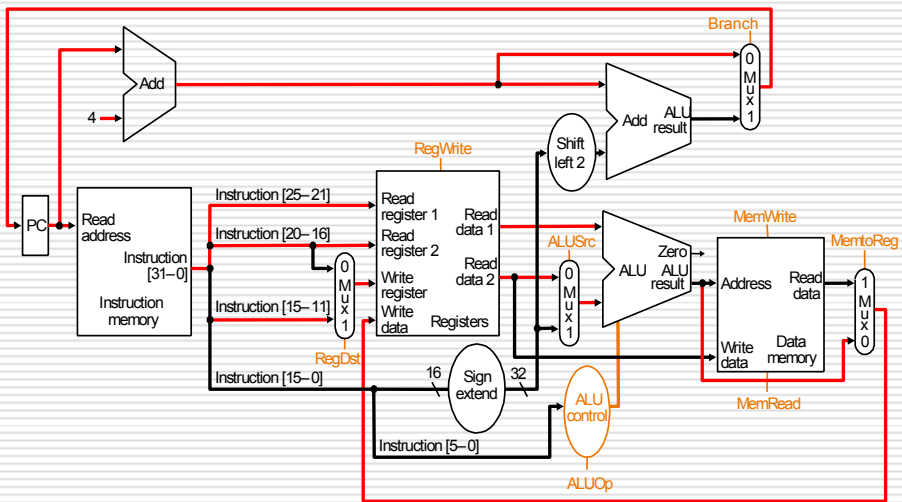 Branch
0
M
u
x
1
Add
4
Add
ALU
result
Shift
left 2
RegWrite
PC
Read
address
Instruction
[31–0]
Instruction
memory
Instruction [25–21]
Instruction [20–16]
Instruction [15–11]
Instruction [15–0]
Instruction [5–0]
0
M
u
x
1
RegDst
Read
register 1
Read
register 2
Write
register
Write
data
Read
data 1
Read
data 2
Registers
16
Sign
extend
32
ALUSrc
0
M
u
x
1
Zero
ALU
ALU
result
ALU
control
ALUOp
MemWrite
Address
Read
data
Write
data
Data
memory
MemRead
MemtoReg
1
M
u
x
0